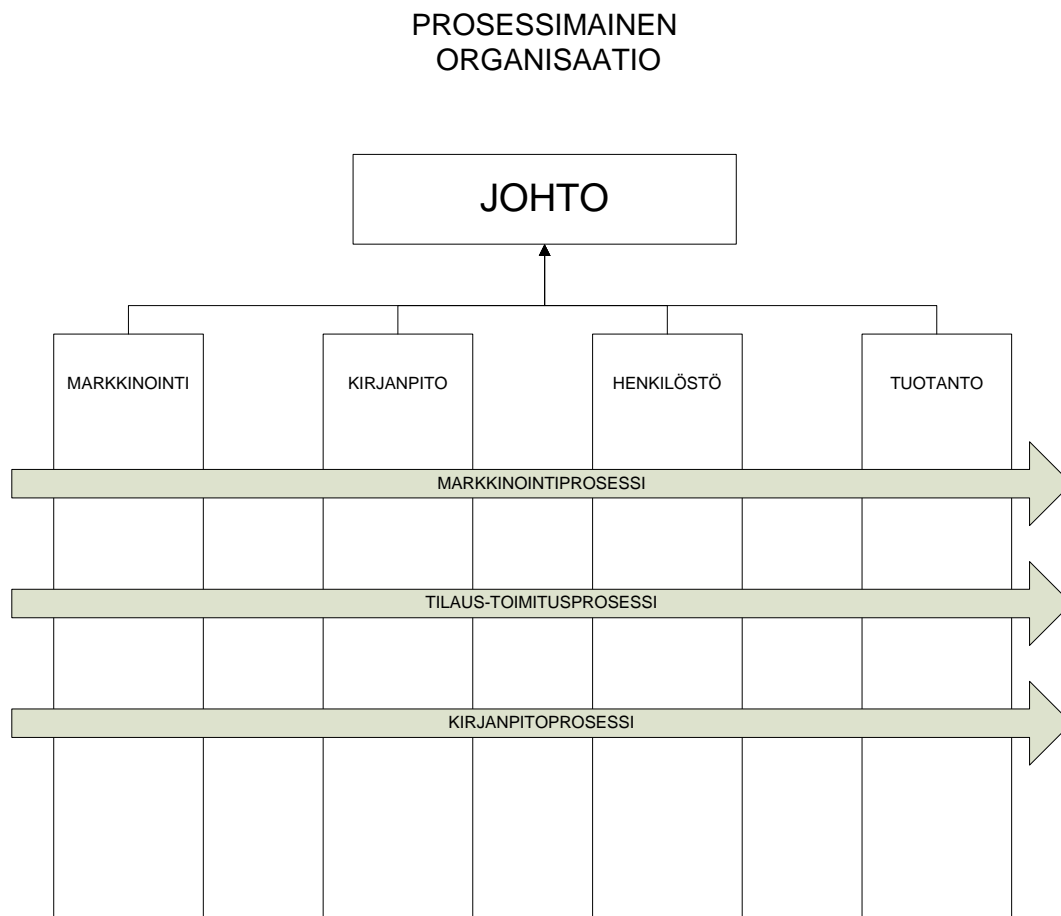 PROSESSIMAINEN
ORGANISAATIO
JOHTO
MARKKINOINTI
KIRJANPITO
HENKILÖSTÖ
TUOTANTO
MARKKINOINTIPROSESSI
TILAUS-TOIMITUSPROSESSI
KIRJANPITOPROSESSI